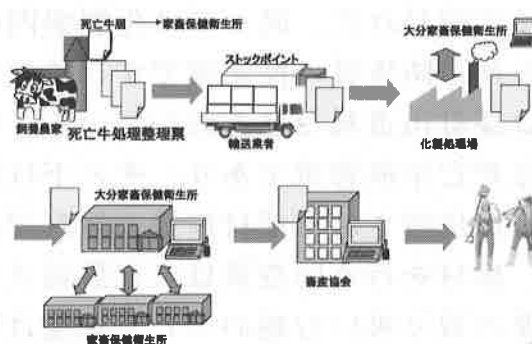 死亡牛届
家畜保健衛生所
飼養農家
死亡牛処理整理票
ストックポイント
輸送業者
大分家畜保健衛生所
化製処理場
大分家畜保健衛生所
家畜保健衛生所
畜産協会